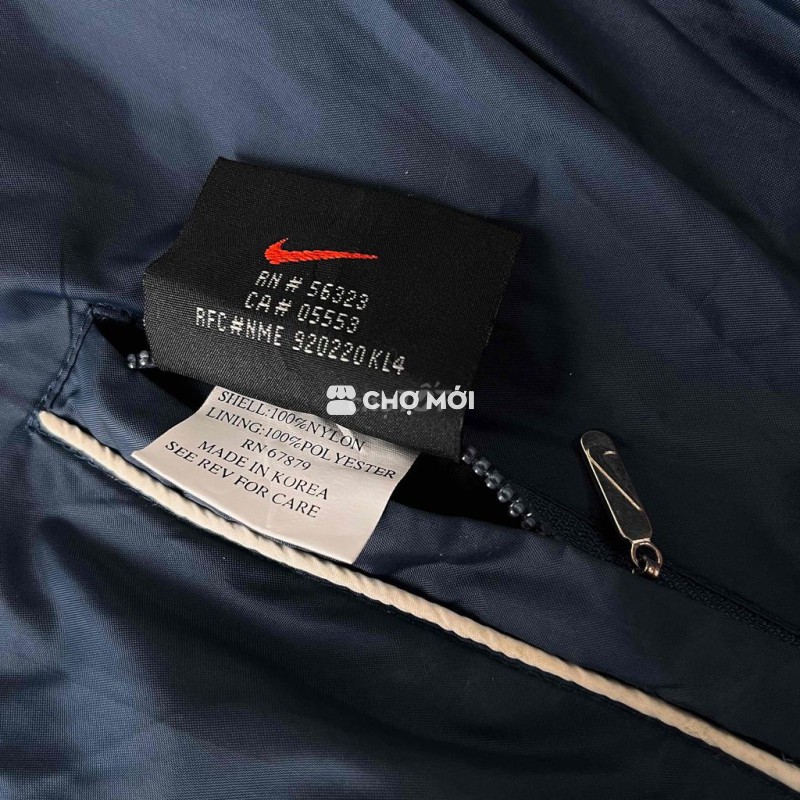 RN # 56323
CA # 05553
RFC#NME 920220 KL4
CHỢ MỚI
SHELL:100%NYLON
LINING:100%POLYESTER
RN 67879
MADE IN KOREA
SEE REV FOR CARE